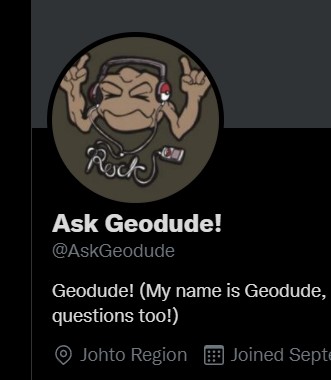 Rock
Ask Geodude!
@AskGeodude
Geodude! (My name is Geodude,
questions too!)
Johto Region Joined Septe